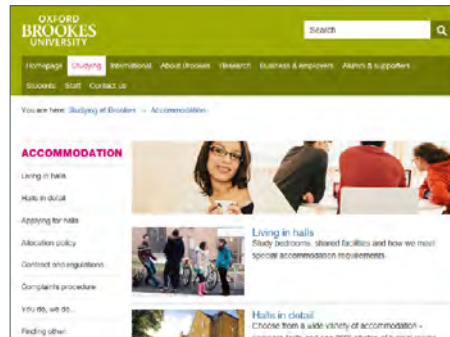 OXFORD
BROOKES
UNIVERSITY
Search
Homepage Studying International About Brookes Research Business & employers Alumni & supporters
Students Staff Contact us
You are here: Studying at Brookes Accommodation
ACCOMMODATION
Living in halls
Halls in detail
Applying for halls
Allocation policy
Contract and regulations
Complaints procedure
You do, we do...
Finding other
Living in halls
Study bedrooms, shared facilities and how we meet
special accommodation requirements.
Halls in detail
Choose from a wide variety of accommodation -